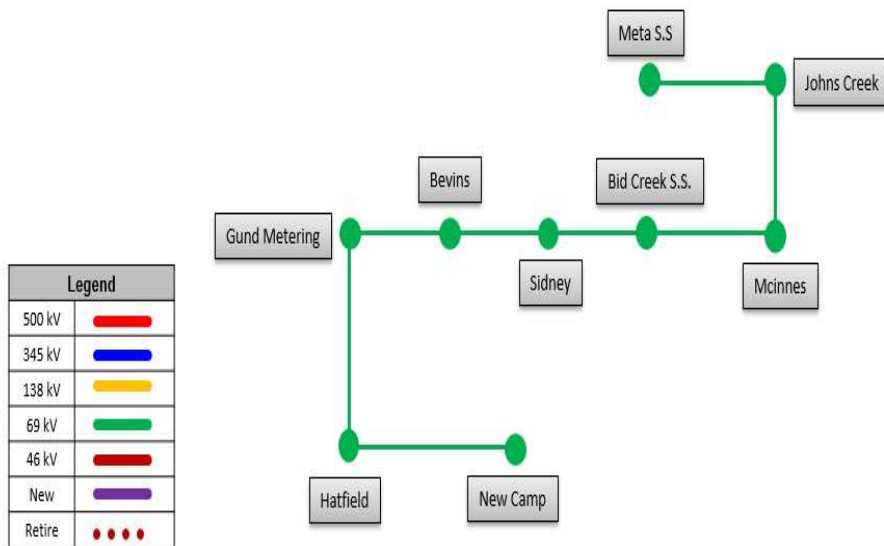 Meta S.S
Johns Creek
Bevins
Bid Creek S.S.
Gund Metering
Sidney
Mcinnes
Hatfield
New Camp
Legend
500 kV
345 kV
138 kV
69 kV
46 kV
New
Retire